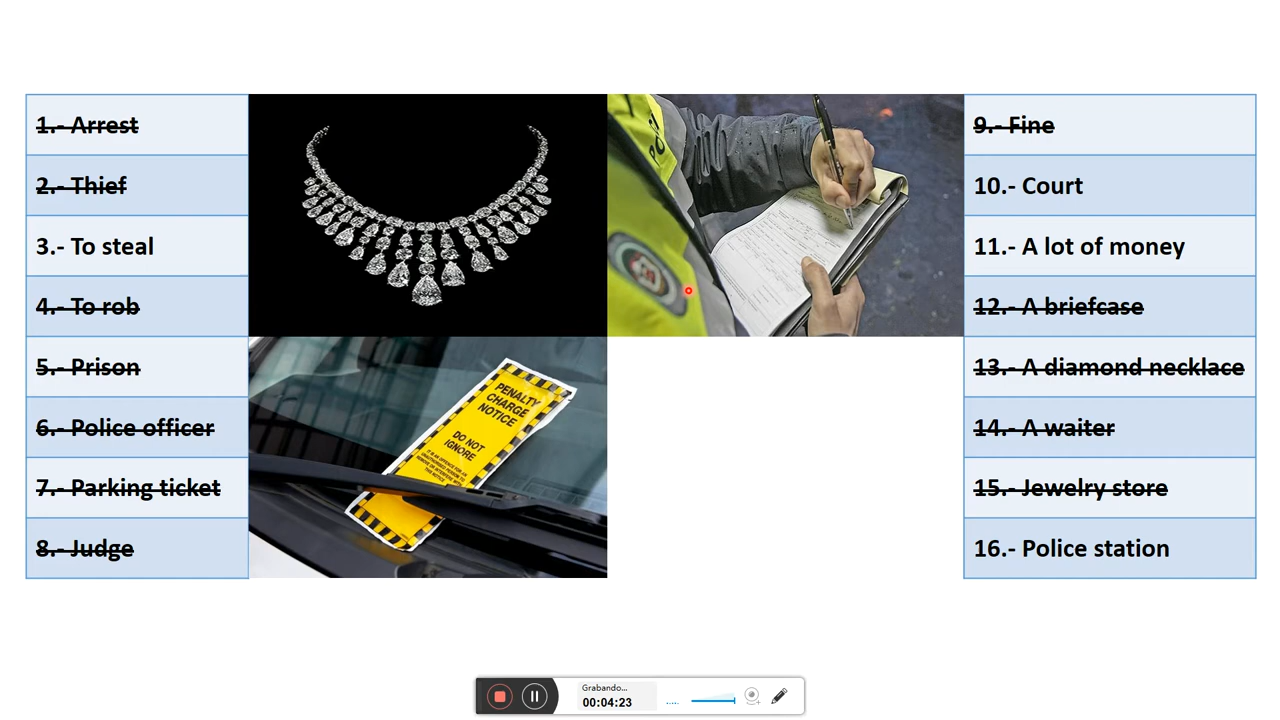 1.- Arrest
2.- Thief
3.- To steal
4.- To rob
5.- Prison
6.- Police officer
7.- Parking ticket
8.- Judge
PENALTY
CHARGE
NOTICE
DO NOT
IGNORE
9.- Fine
10.- Court
11.- A lot of money
12.- A briefcase
13.- A diamond necklace
14.- A waiter
15.- Jewelry store
16.- Police station
Grabando...
00:04:23